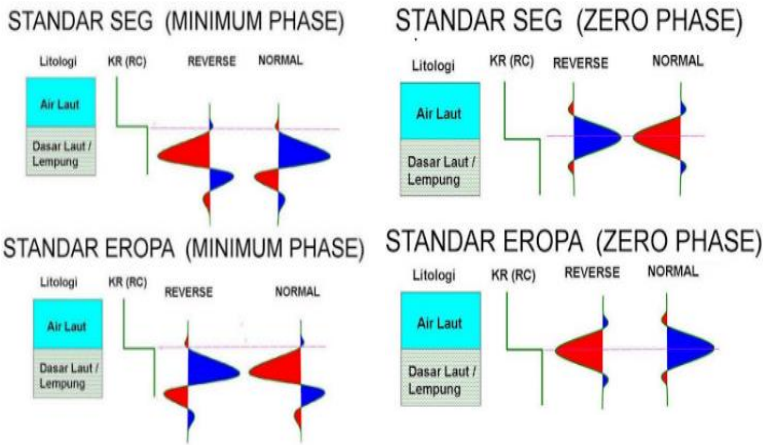 STANDAR SEG (MINIMUM PHASE)
Litologi KR (RC) REVERSE NORMAL
Air Laut
Dasar Laut /
Lempung
STANDAR SEG (ZERO PHASE)
Litologi KR (RC) REVERSE NORMAL
Air Laut
Dasar Laut /
Lempung
STANDAR EROPA (MINIMUM PHASE)
Litologi KR (RC) REVERSE NORMAL
Air Laut
Dasar Laut /
Lempung
STANDAR EROPA (ZERO PHASE)
Litologi KR (RC) REVERSE NORMAL
Air Laut
Dasar Laut /
Lempung